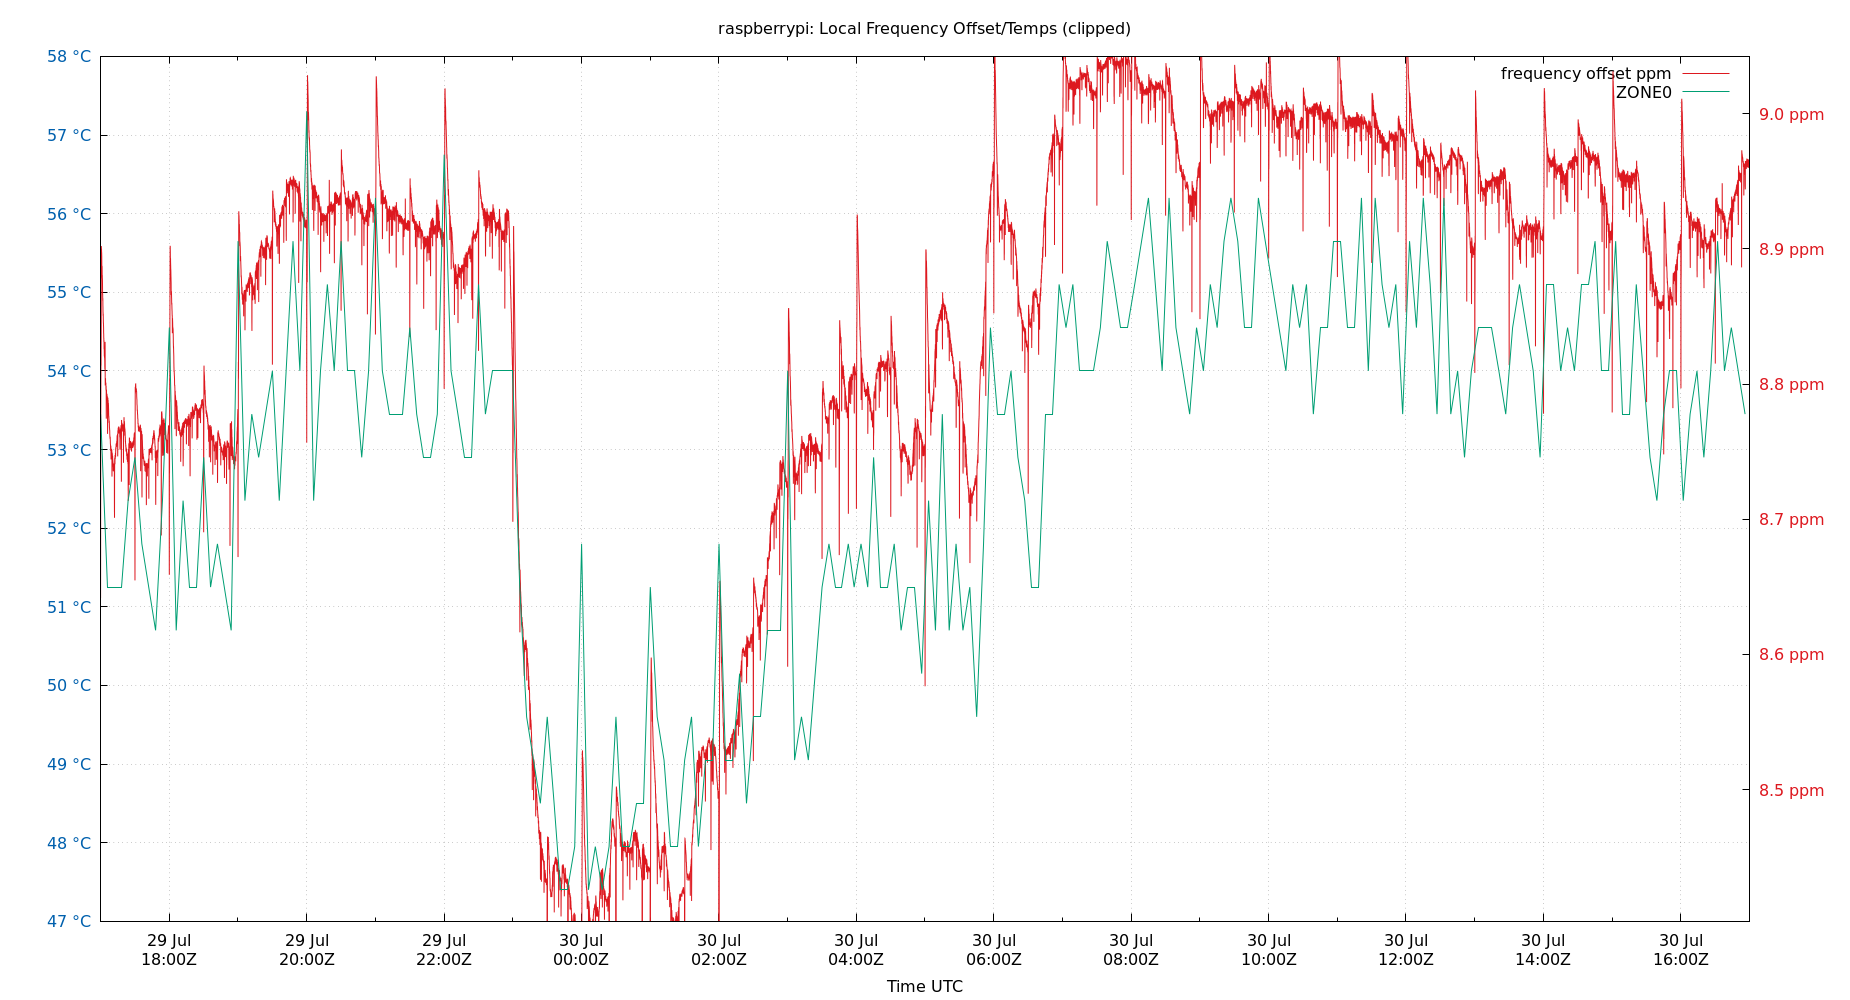 raspberrypi: Local Frequency Offset/Temps (clipped)
58 °C
57 °C
56 °C
55 °C
54 °C
53 °C
52 °C
51 °C
50 °C
49 °C
48 °C
47 °C
frequency offset ppm
ZONE0
9.0 ppm
8.9 ppm
8.8 ppm
8.7 ppm
8.6 ppm
8.5 ppm
29 Jul
18:00Z
29 Jul
20:00Z
29 Jul
22:00Z
30 Jul
00:00Z
30 Jul
02:00Z
30 Jul
04:00Z
30 Jul
06:00Z
30 Jul
08:00Z
30 Jul
10:00Z
30 Jul
12:00Z
30 Jul
14:00Z
30 Jul
16:00Z
Time UTC